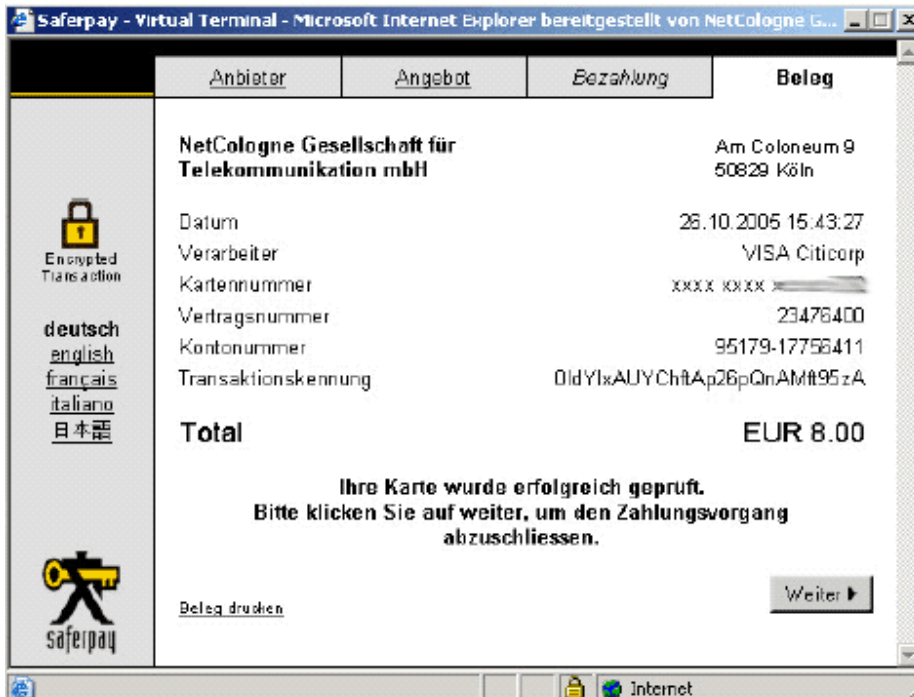 Saferpay - Virtual Terminal - Microsoft Internet Explorer bereitgestellt von NetCologne G...
Anbieter Angebot Bezahlung Beleg
NetCologne Gesellschaft für
Telekommunikation mbH
Am Coloneum 9
50829 Köln
Datum 26.10.2005 15:43:27
Verarbeiter VISA Citicorp
Kartennummer xxxx xxxx x
Vertragsnummer 23476400
Kontonummer 95179-17756411
Transaktionskennung
Total EUR 8.00
Ihre Karte wurde erfolgreich gepruft.
Bitte klicken Sie auf weiter, um den Zahlungsvorgang
abzuschliessen.
Beleg drucken
Weiter
Encrypted
Transaction
deutsch
english
français
italiano
日本語
saferpay
Internet